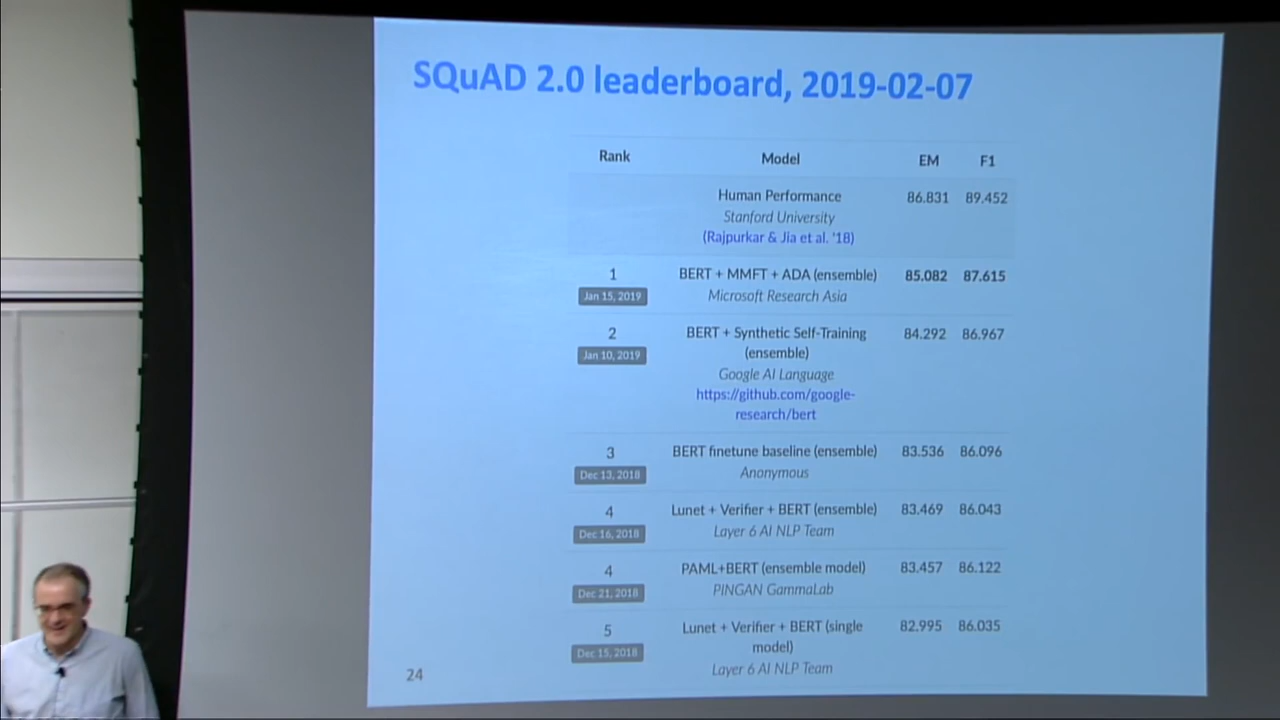 SQuAD 2.0 leaderboard, 2019-02-07
Rank Model EM F1
Human Performance 86.831 89.452
Stanford University
(Rajpurkar & Jia et al. '18)
1 BERT + MMFT + ADA (ensemble) 85.082 87.615
Jan 15, 2019 Microsoft Research Asia
2 BERT + Synthetic Self-Training 84.292 86.967
Jan 10, 2019 (ensemble)
Google AI Language
https://github.com/google-
research/bert
3 BERT finetune baseline (ensemble) 83.536 86.096
Dec 13, 2018 Anonymous
4 Lunet + Verifier + BERT (ensemble) 83.469 86.043
Dec 16, 2018 Layer 6 AI NLP Team
4 PAML+BERT (ensemble model) 83.457 86.122
Dec 21, 2018 PINGAN GammaLab
5 Lunet + Verifier + BERT (single 82.995 86.035
Dec 15, 2018 model)
Layer 6 AI NLP Team
24